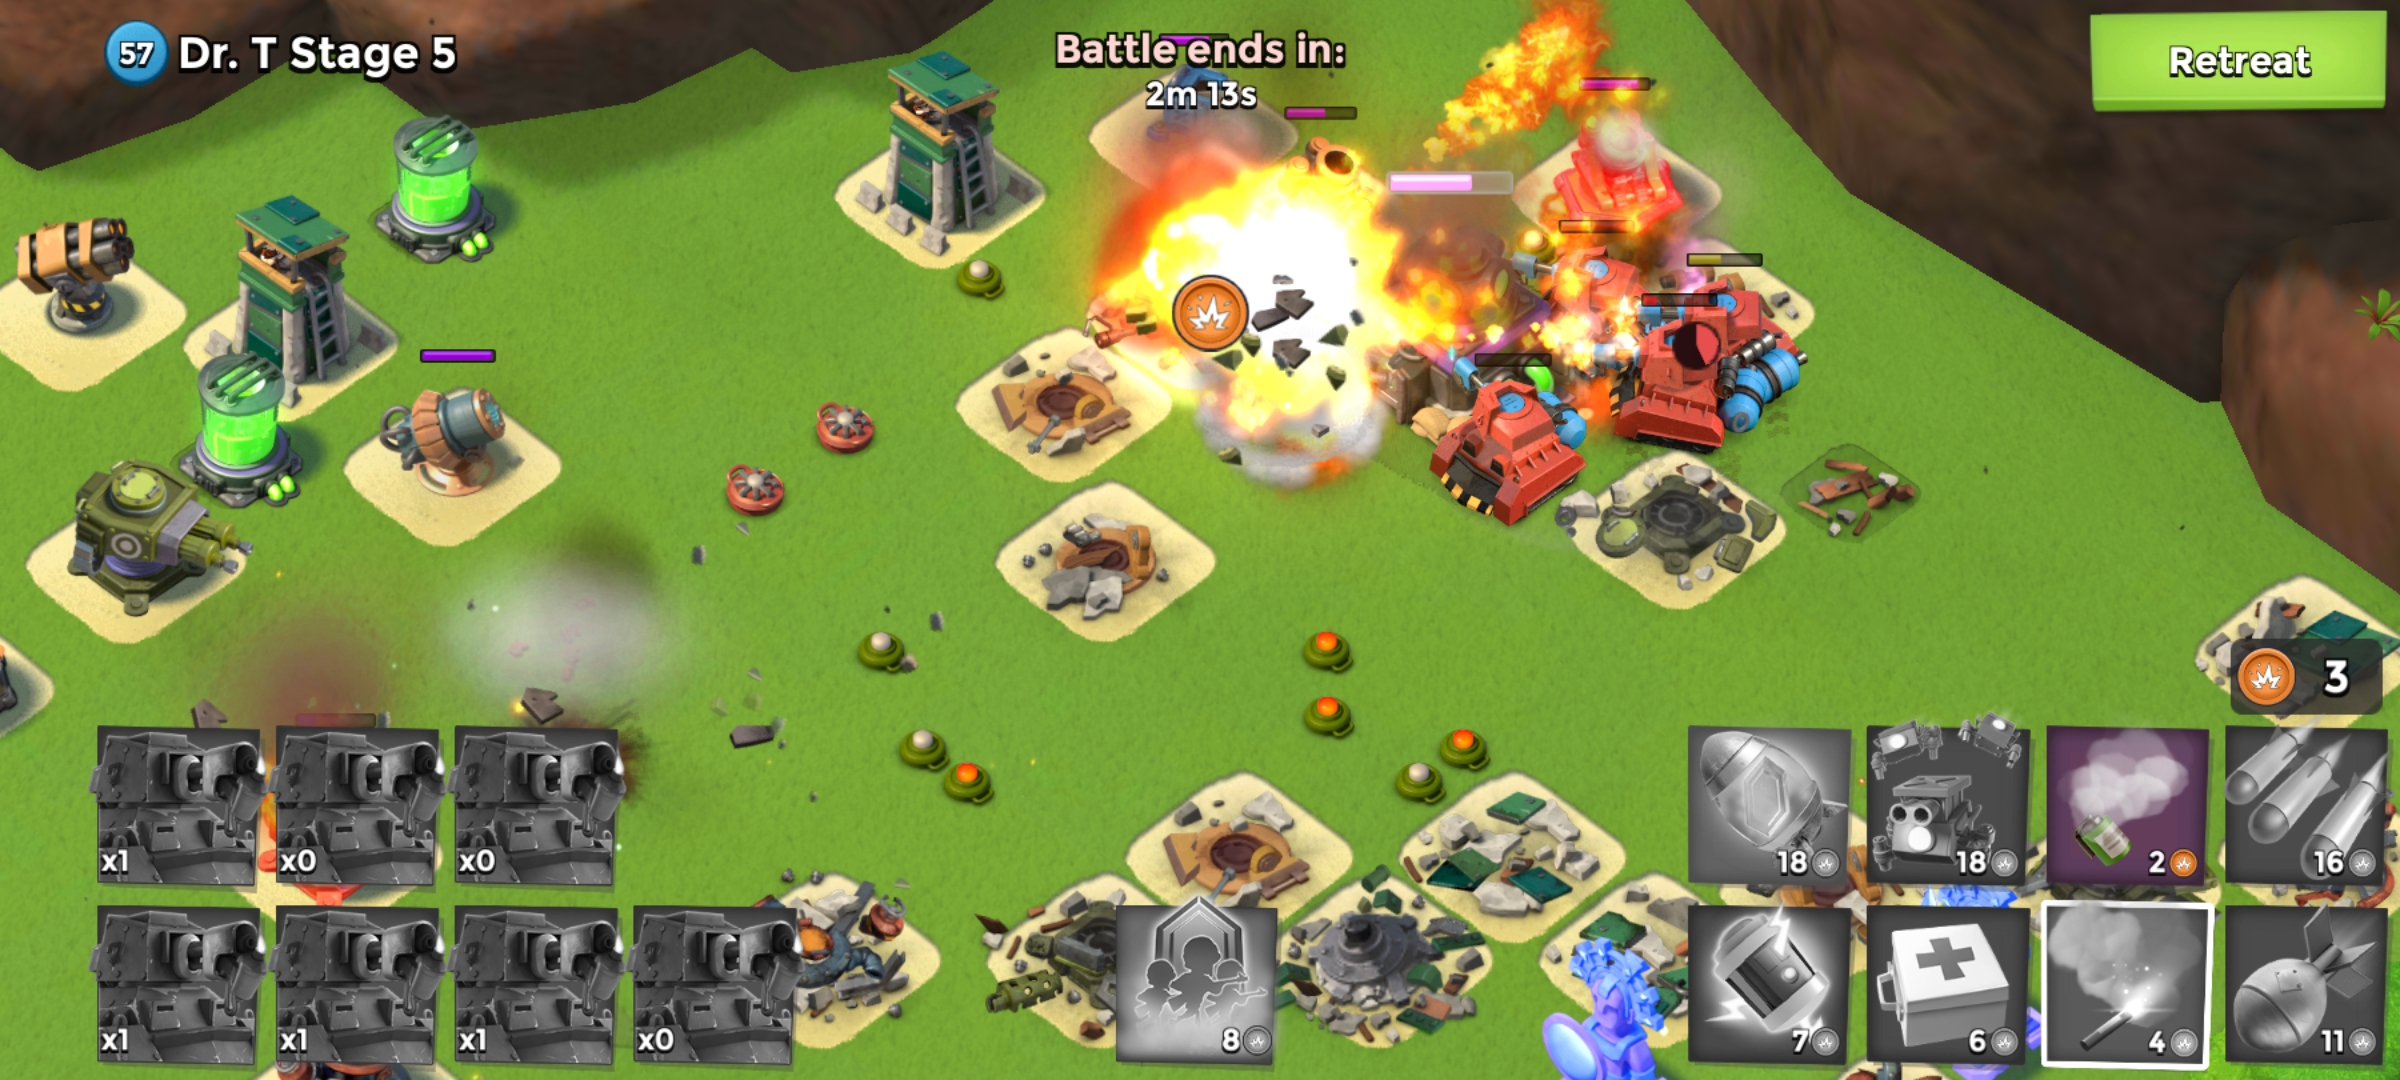 57 Dr. T Stage 5
Battle ends in:
2m 13s
Retreat
3
x1
x0
x0
18
18
2
16
x1
x1
x1
x0
8
7
6
4
11